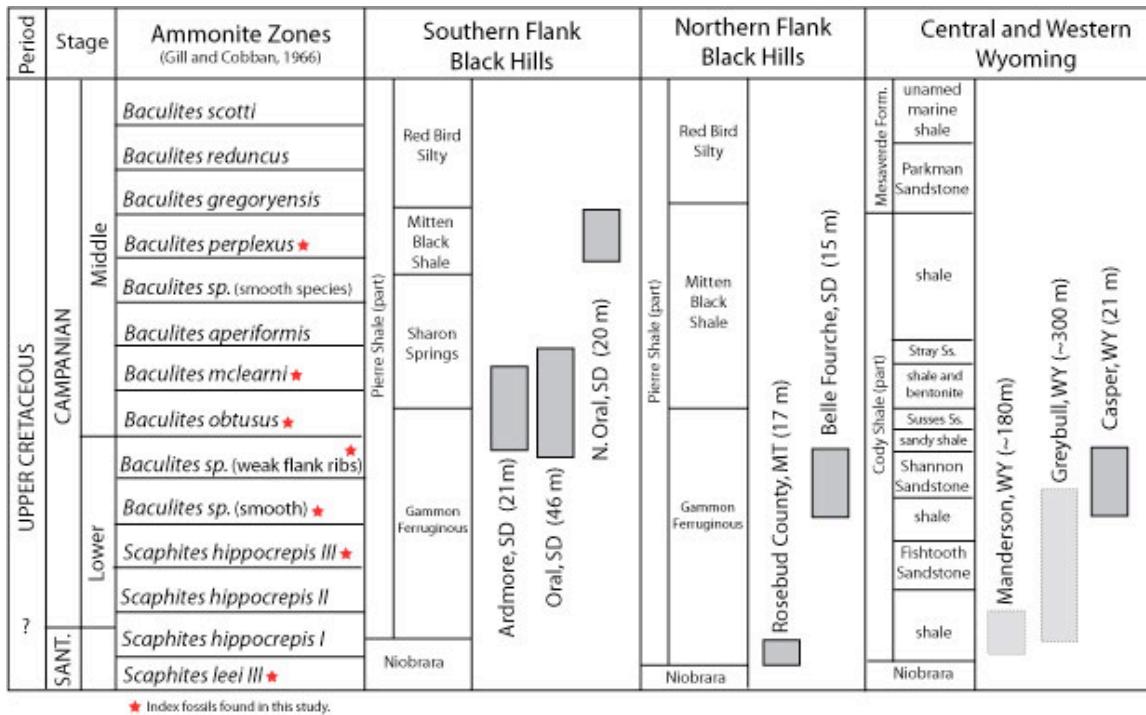 Period
Stage
Ammonite Zones
(Gill and Cobban, 1966)
Southern Flank
Black Hills
Northern Flank
Black Hills
Central and Western
Wyoming
UPPER CRETACEOUS
?
CAMPANIAN
SANT.
Middle
Lower
Baculites scotti
Baculites reduncus
Baculites gregoryensis
Baculites perplexus ★
Baculites sp. (smooth species)
Baculites aperiformis
Baculites mclearni ★
Baculites obtusus ★
★
Baculites sp. (weak flank ribs)
Baculites sp. (smooth) ★
Scaphites hippocrepis III ★
Scaphites hippocrepis II
Scaphites hippocrepis I
Scaphites leei III ★
Pierre Shale (part)
Red Bird
Silty
Mitten
Black
Shale
Sharon
Springs
Gammon
Ferruginous
Niobrara
Ardmore, SD (21m)
Oral, SD (46 m)
N. Oral, SD (20 m)
Pierre Shale (part)
Red Bird
Silty
Mitten
Black
Shale
Gammon
Ferruginous
Niobrara
Rosebud County, MT (17 m)
Belle Fourche, SD (15 m)
Mesaverde Form.
Cody Shale (part)
unamed
marine
shale
Parkman
Sandstone
shale
Stray Ss.
shale and
bentonite
Susses Ss.
sandy shale
Shannon
Sandstone
shale
Fishtooth
Sandstone
shale
Niobrara
Manderson, WY (~180m)
Greybull, WY (~300 m)
Casper, WY (21 m)
★ Index fossils found in this study.